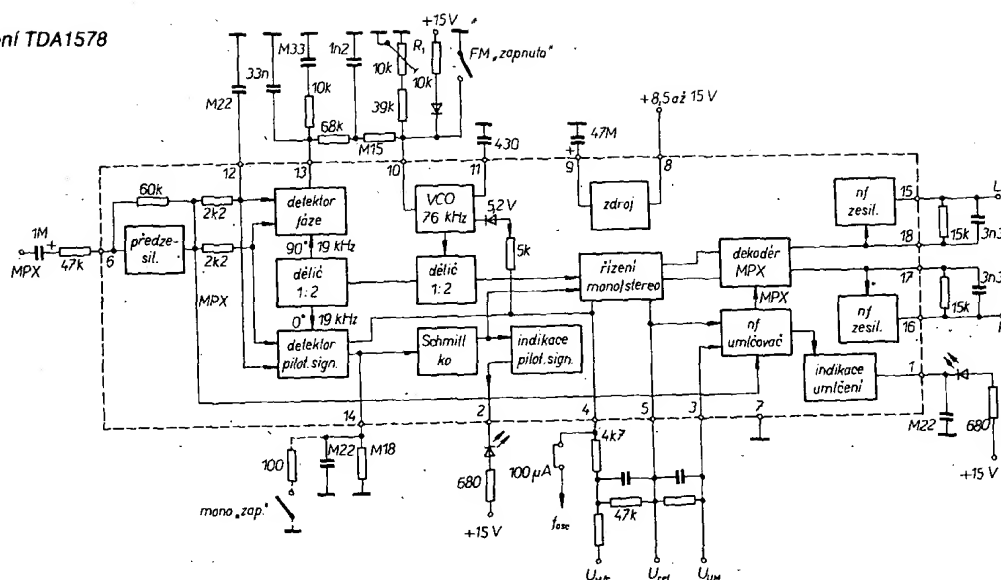 ení TDA1578
M33
1n2
+15 V
33n
10k
10k
R1
10k
FM „zapnuto"
39k
M22
68k
M15
430
47M
+
+8,5 až 15 V
12
13
10
11
9
8
60k
2k2
detektor
fáze
VCO
76 kHz
5,2 V
zdroj
nf
zesil.
15
L
1M
+
47k
6
předze-
sil.
2k2
90°
19 kHz
5k
18
15k
3n3
MPX
MPX
dělič
1:2
dělič
1:2
řízení
mono/stereo
dekodér
MPX
17
3n3
0°
19 kHz
MPX
nf
zesil.
15k
16
detektor
pilot. sign.
Schmitt
ko
indikace
pilot. sign.
nf
umlčovač
indikace
umlčení
1
14
2
4
5
3
7
M22
680
+15 V
100
M22
M18
680
100 µA
4k7
mono „zap."
+15 V
fosc
47k